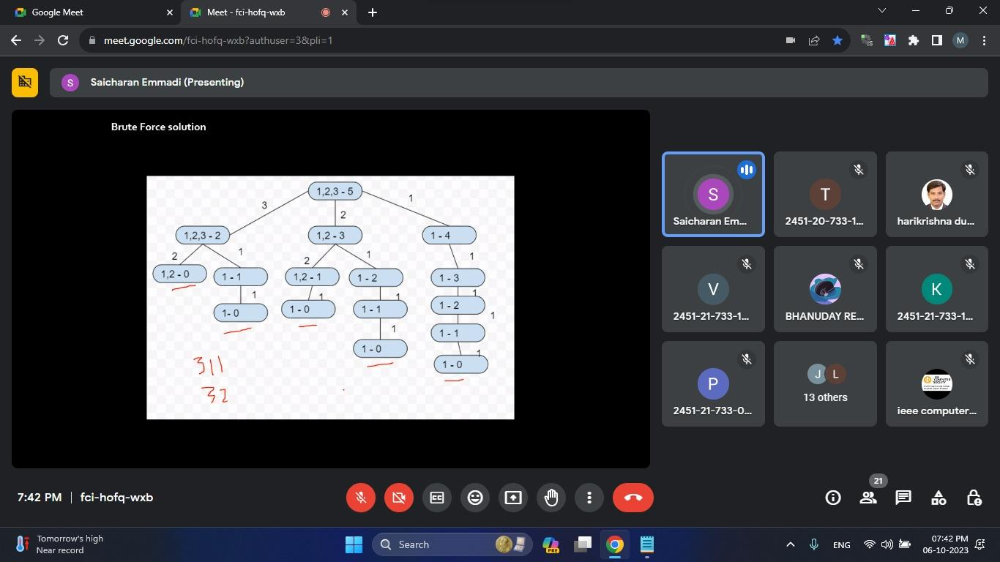 Google Meet
Meet - fci-hofq-wxb
meet.google.com/fci-hofq-wxb?authuser=3&pli=1
M
S
Saicharan Emmadi (Presenting)
Brute Force solution
1,2,3 - 5
3
2
1
1,2,3 - 2
1,2 - 3
1 - 4
2
1
2
1
1
1,2 - 0
1 - 1
1,2 - 1
1 - 2
1 - 3
1
1
1
1
1- 0
1 - 0
1 - 1
1 - 2
1
1
1 - 1
1 - 0
1
1 - 0
311
32
S
Saicharan Em...
T
2451-20-733-1...
harikrishna du...
V
2451-21-733-1...
BHANUDAY RE...
K
2451-21-733-1...
P
2451-21-733-0...
J
L
13 others
IEEE COMPUTER SOCIETY
ieee computer...
7:42 PM | fci-hofq-wxb
21
Tomorrow's high
Near record
Search
PRE
ENG
07:42 PM
06-10-2023